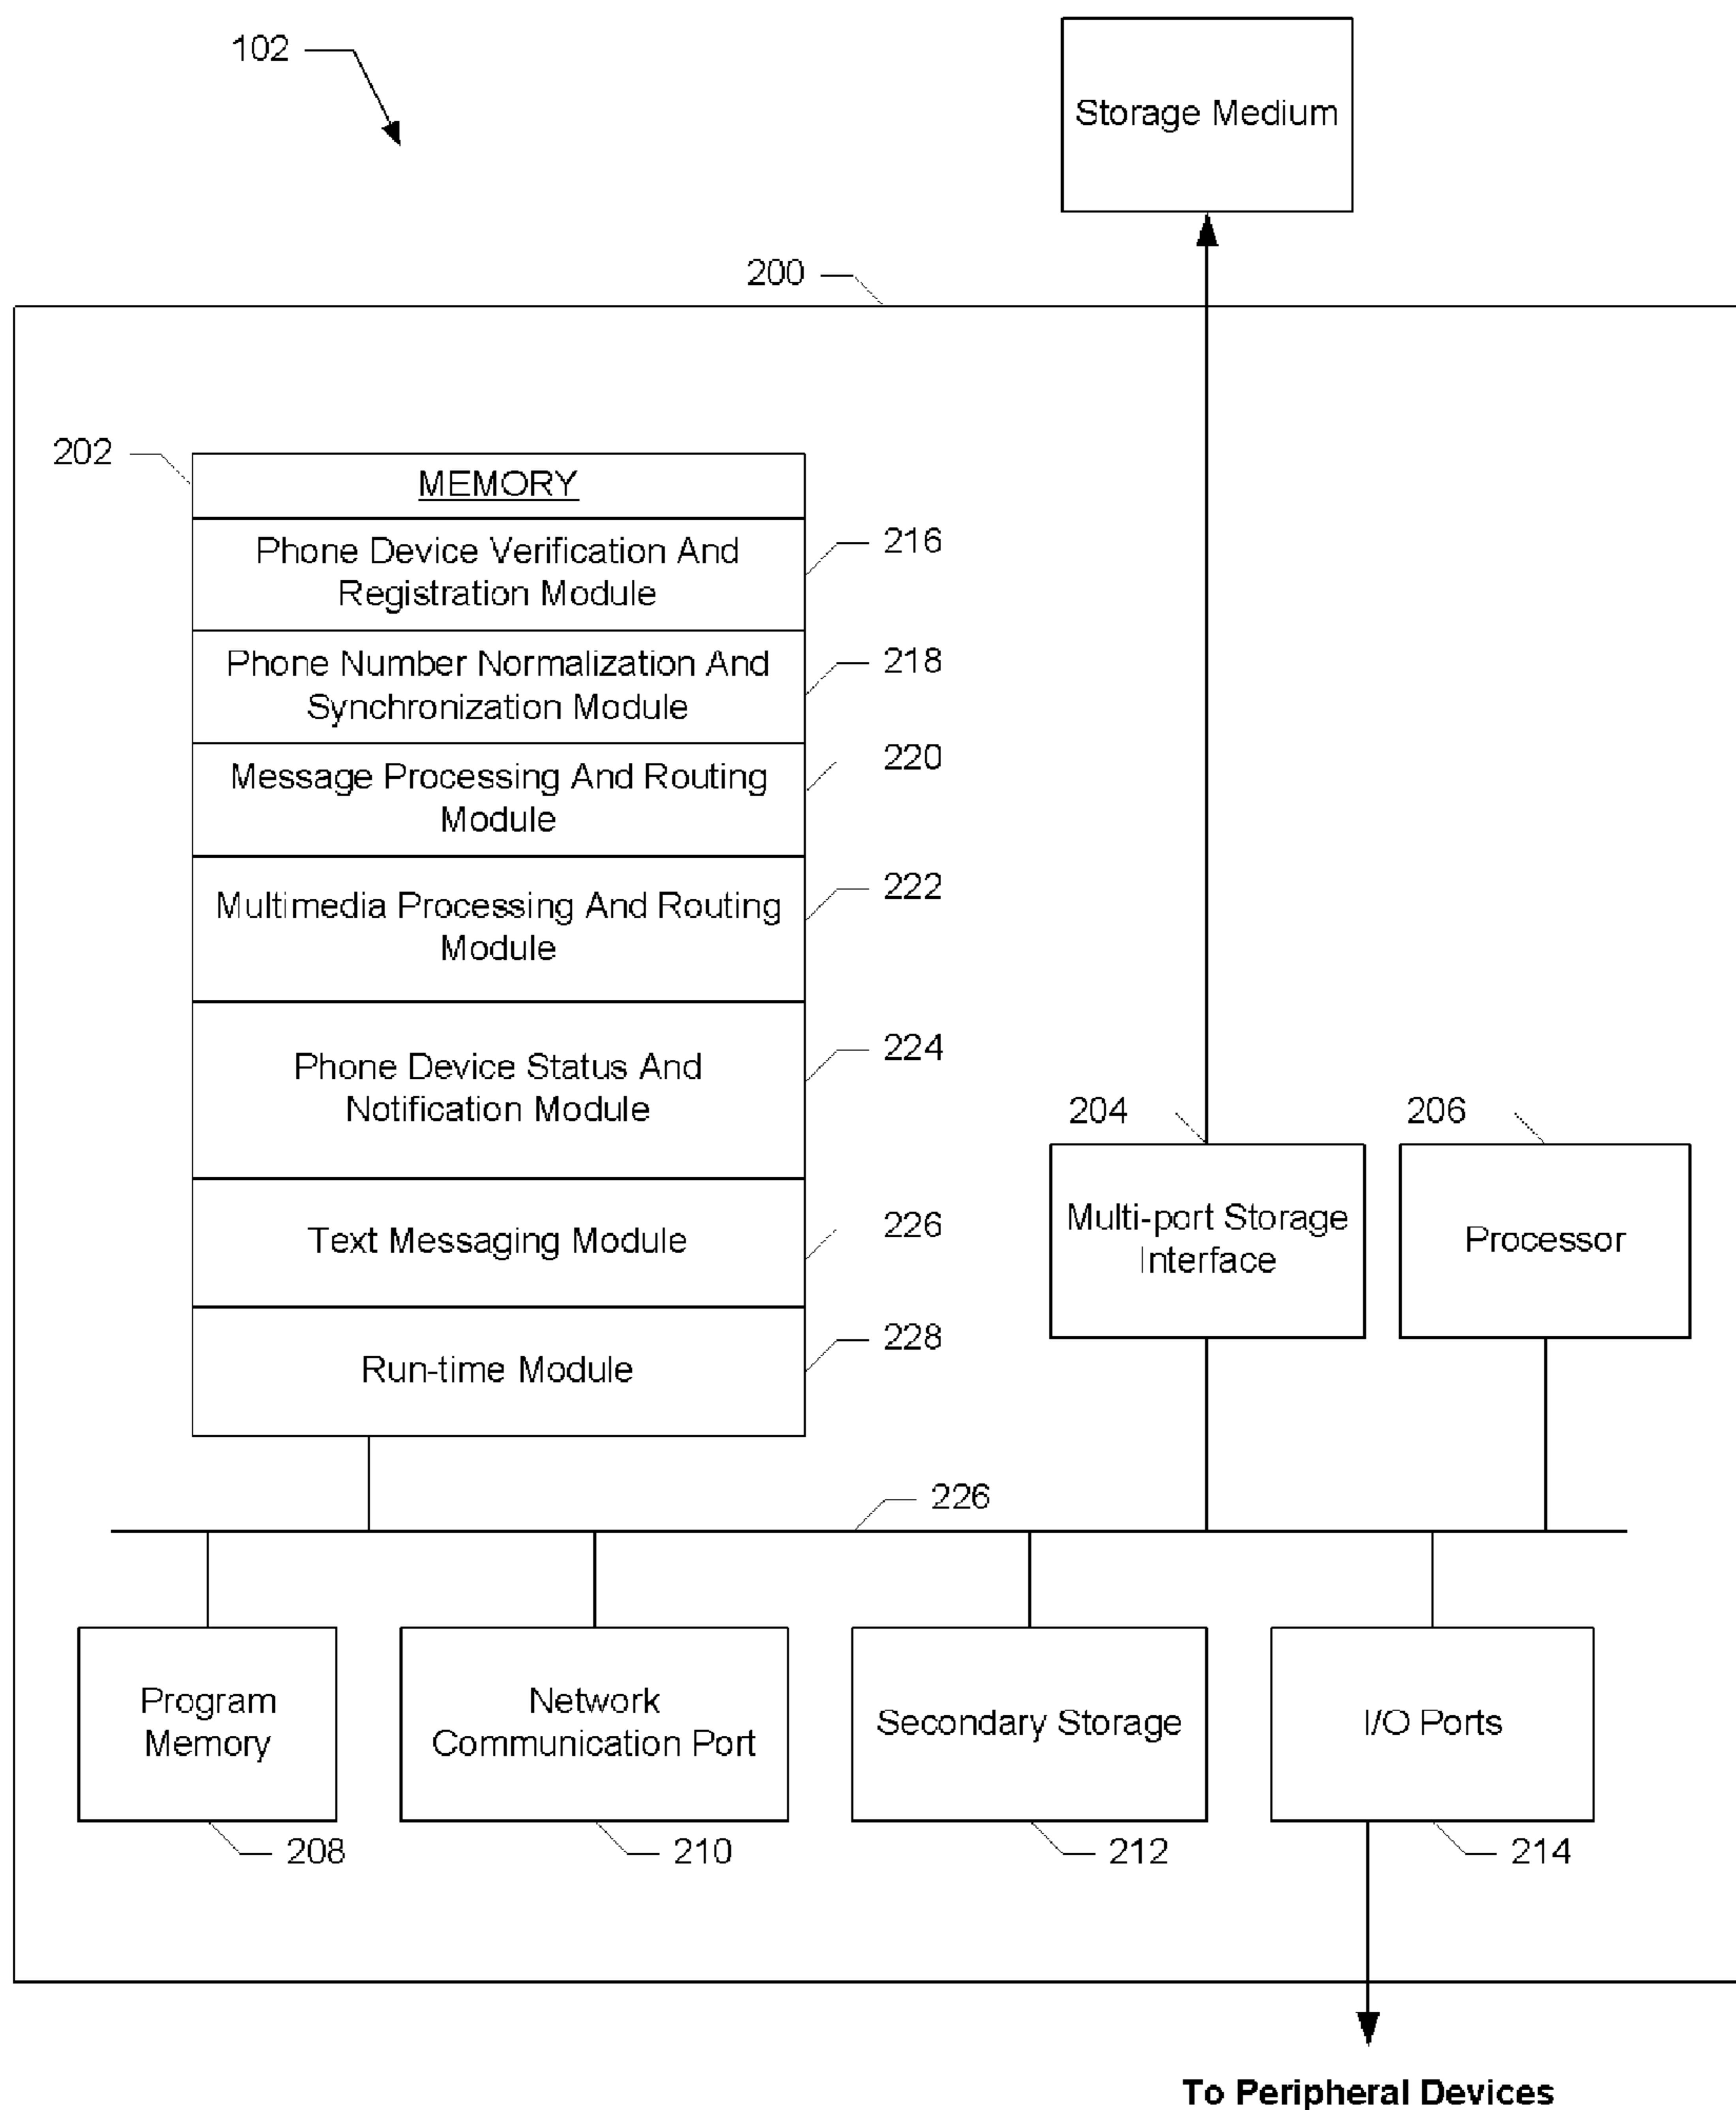 102
Storage Medium
200
202
MEMORY
Phone Device Verification And
Registration Module
216
Phone Number Normalization And
Synchronization Module
218
Message Processing And Routing
Module
220
Multimedia Processing And Routing
Module
222
Phone Device Status And
Notification Module
224
204
206
Multi-port Storage
Interface
Processor
Text Messaging Module
226
Run-time Module
228
226
Program
Memory
Network
Communication Port
Secondary Storage
I/O Ports
208
210
212
214
To Peripheral Devices